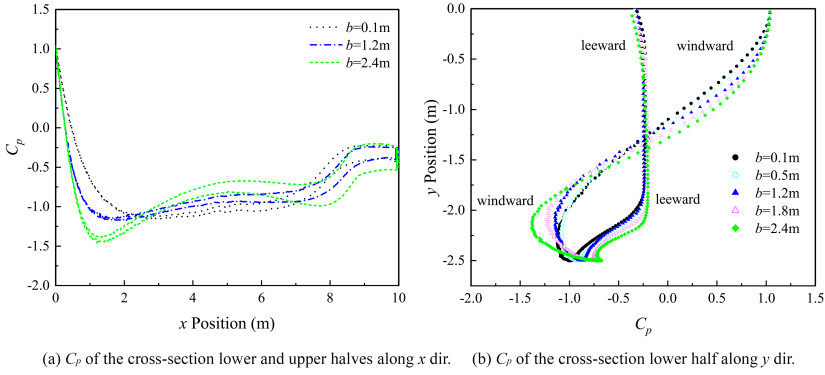 1.5
1.0
0.5
0.0
-0.5
-1.0
-1.5
-2.0
Cp
0
2
4
6
8
10
x Position (m)
b=0.1m
b=1.2m
b=2.4m
0.0
-0.5
-1.0
-1.5
-2.0
-2.5
y Position (m)
-2.0
-1.5
-1.0
-0.5
0.0
0.5
1.0
1.5
Cp
leeward
windward
windward
leeward
b=0.1m
b=0.5m
b=1.2m
b=1.8m
b=2.4m
(a) Cp of the cross-section lower and upper halves along x dir.
(b) Cp of the cross-section lower half along y dir.